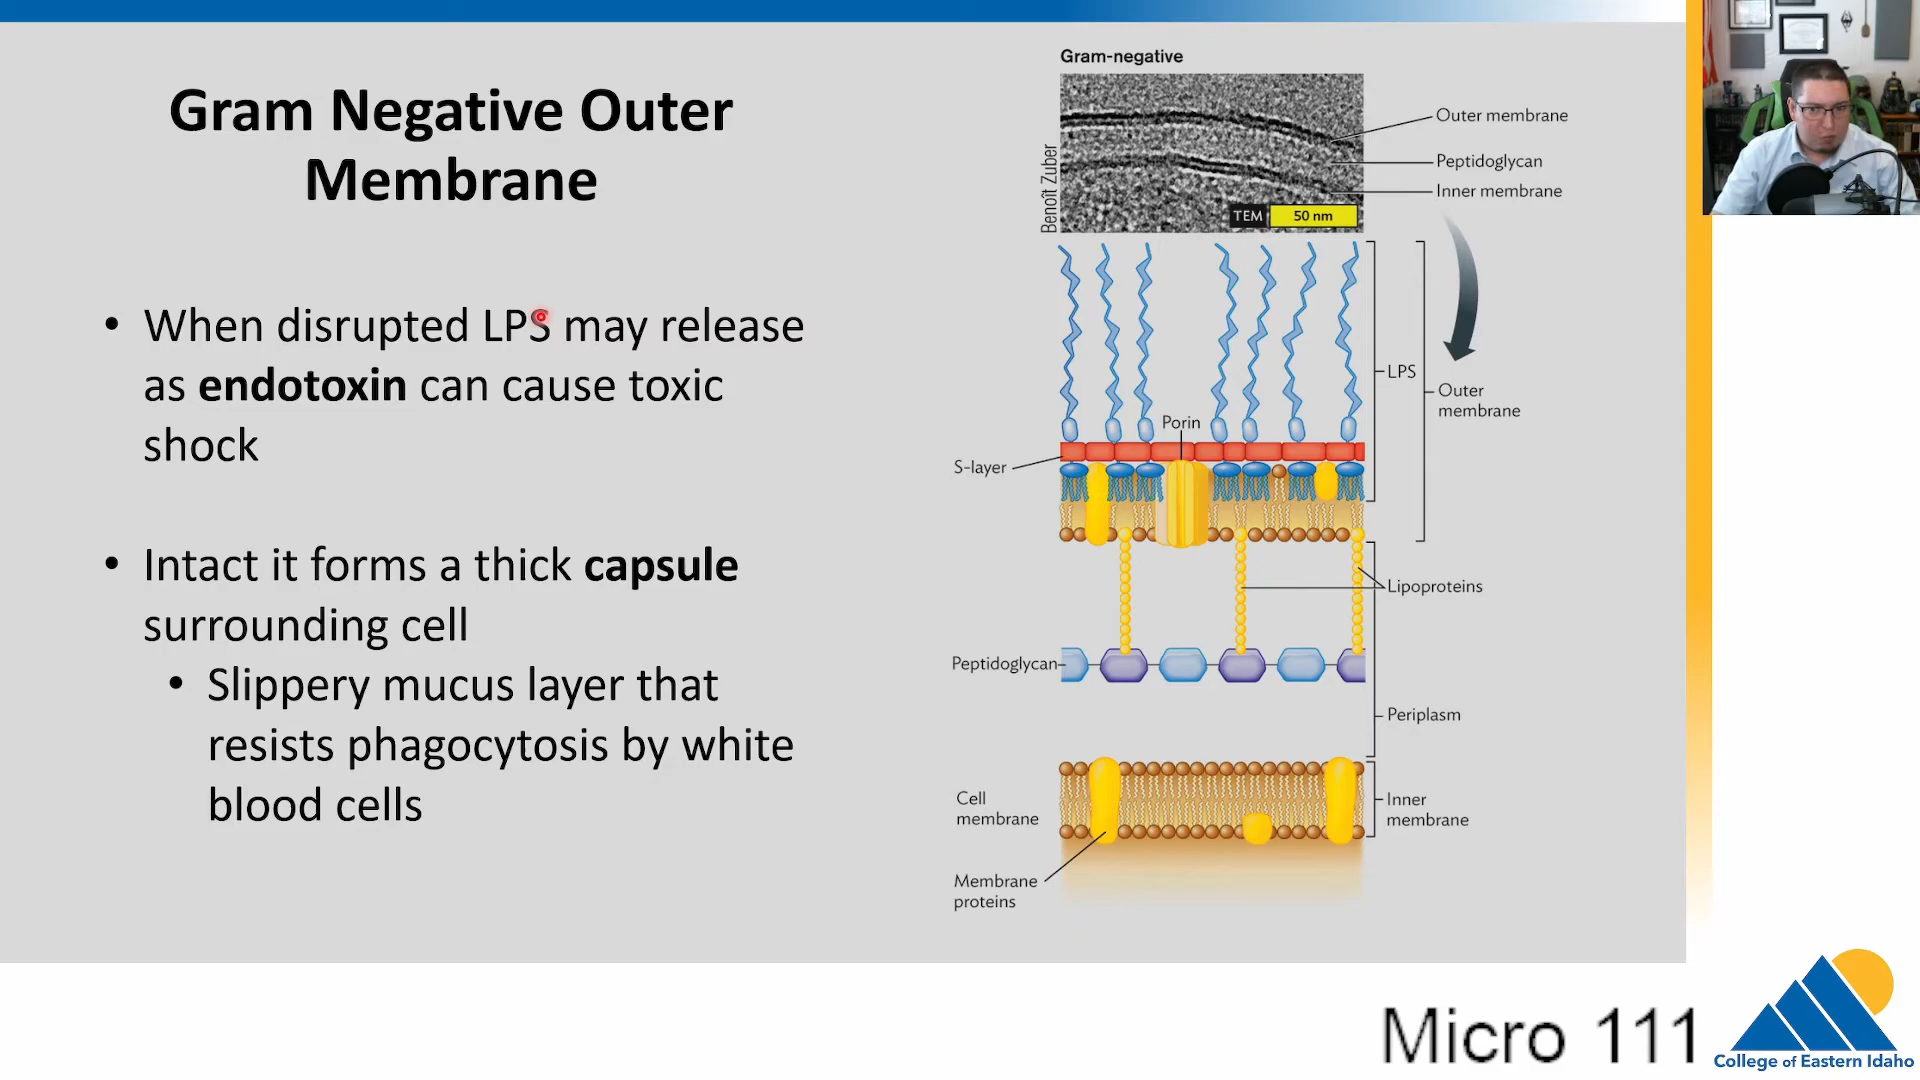 Gram Negative Outer
Membrane
• When disrupted LPS may release
as endotoxin can cause toxic
shock
• Intact it forms a thick capsule
surrounding cell
• Slippery mucus layer that
resists phagocytosis by white
blood cells
Gram-negative
Benoît Zuber
TEM 50 nm
Outer membrane
Peptidoglycan
Inner membrane
LPS
Outer
membrane
Porin
S-layer
Lipoproteins
Peptidoglycan
Periplasm
Cell
membrane
Inner
membrane
Membrane
proteins
Micro 111
College of Eastern Idaho